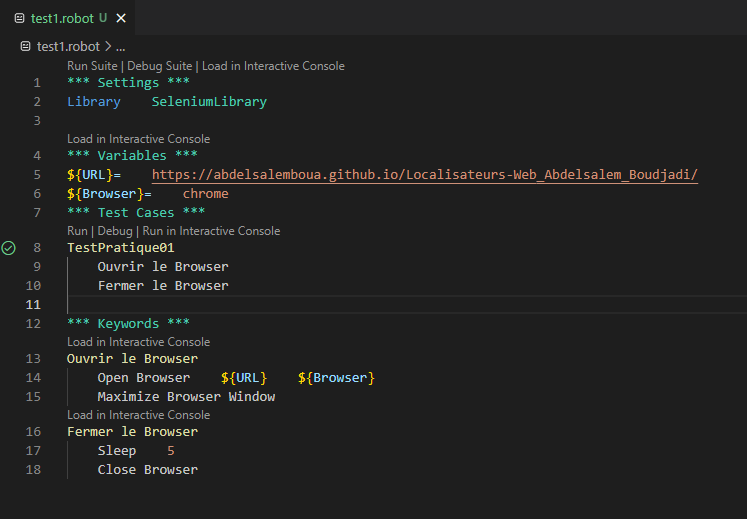 test1.robot U
test1.robot > ...
Run Suite | Debug Suite | Load in Interactive Console
1 *** Settings ***
2 Library    SeleniumLibrary
3
Load in Interactive Console
4 *** Variables ***
5 ${URL}=    https://abdelsalemboua.github.io/Localisateurs-Web_Abdelsalem_Boudjadi/
6 ${Browser}=    chrome
7 *** Test Cases ***
Run | Debug | Run in Interactive Console
8 TestPratique01
9     Ouvrir le Browser
10     Fermer le Browser
11
12 *** Keywords ***
Load in Interactive Console
13 Ouvrir le Browser
14     Open Browser    ${URL}    ${Browser}
15     Maximize Browser Window
Load in Interactive Console
16 Fermer le Browser
17     Sleep    5
18     Close Browser